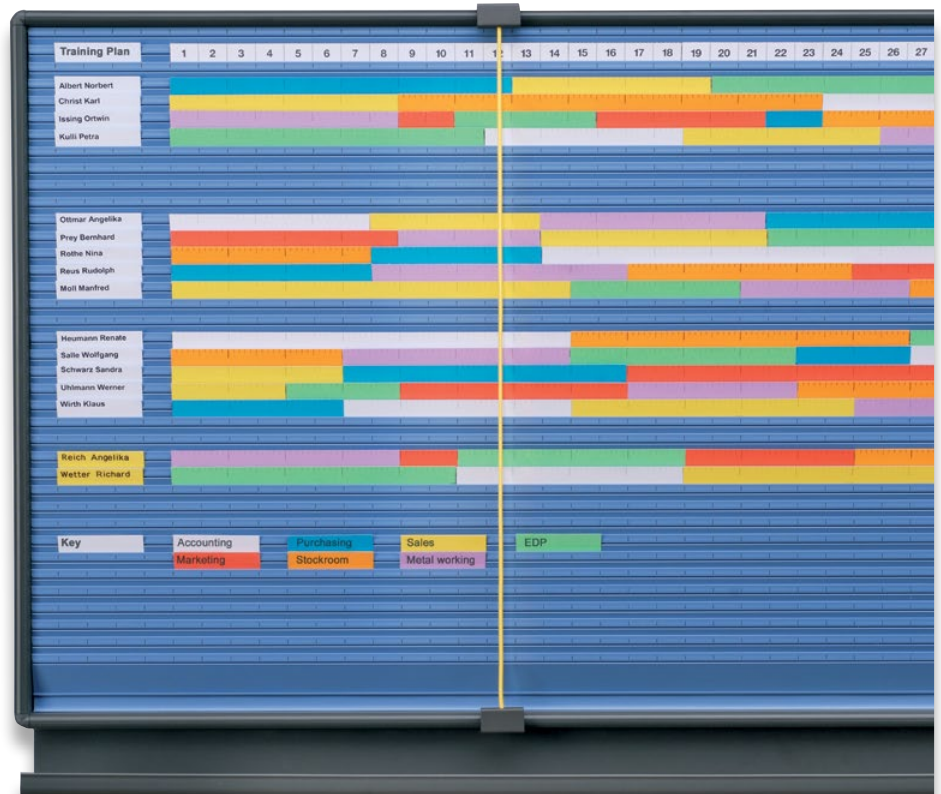 Training Plan 1 2 3 4 5 6 7 8 9 10 11 12 13 14 15 16 17 18 19 20 21 22 23 24 26 27
Albert Norbert
Christ Karl
Issing Ortwin
Kulli Petra
Ottmar Angelika
Prey Bernhard
Rothe Nina
Reus Rudolph
Moll Manfred
Heumann Renate
Salle Wolfgang
Schwarz Sandra
Uhlmann Werner
Wirth Klaus
Reich Angelika
Wetter Richard
Key Accounting Purchasing Sales EDP
Marketing Stockroom Metal working